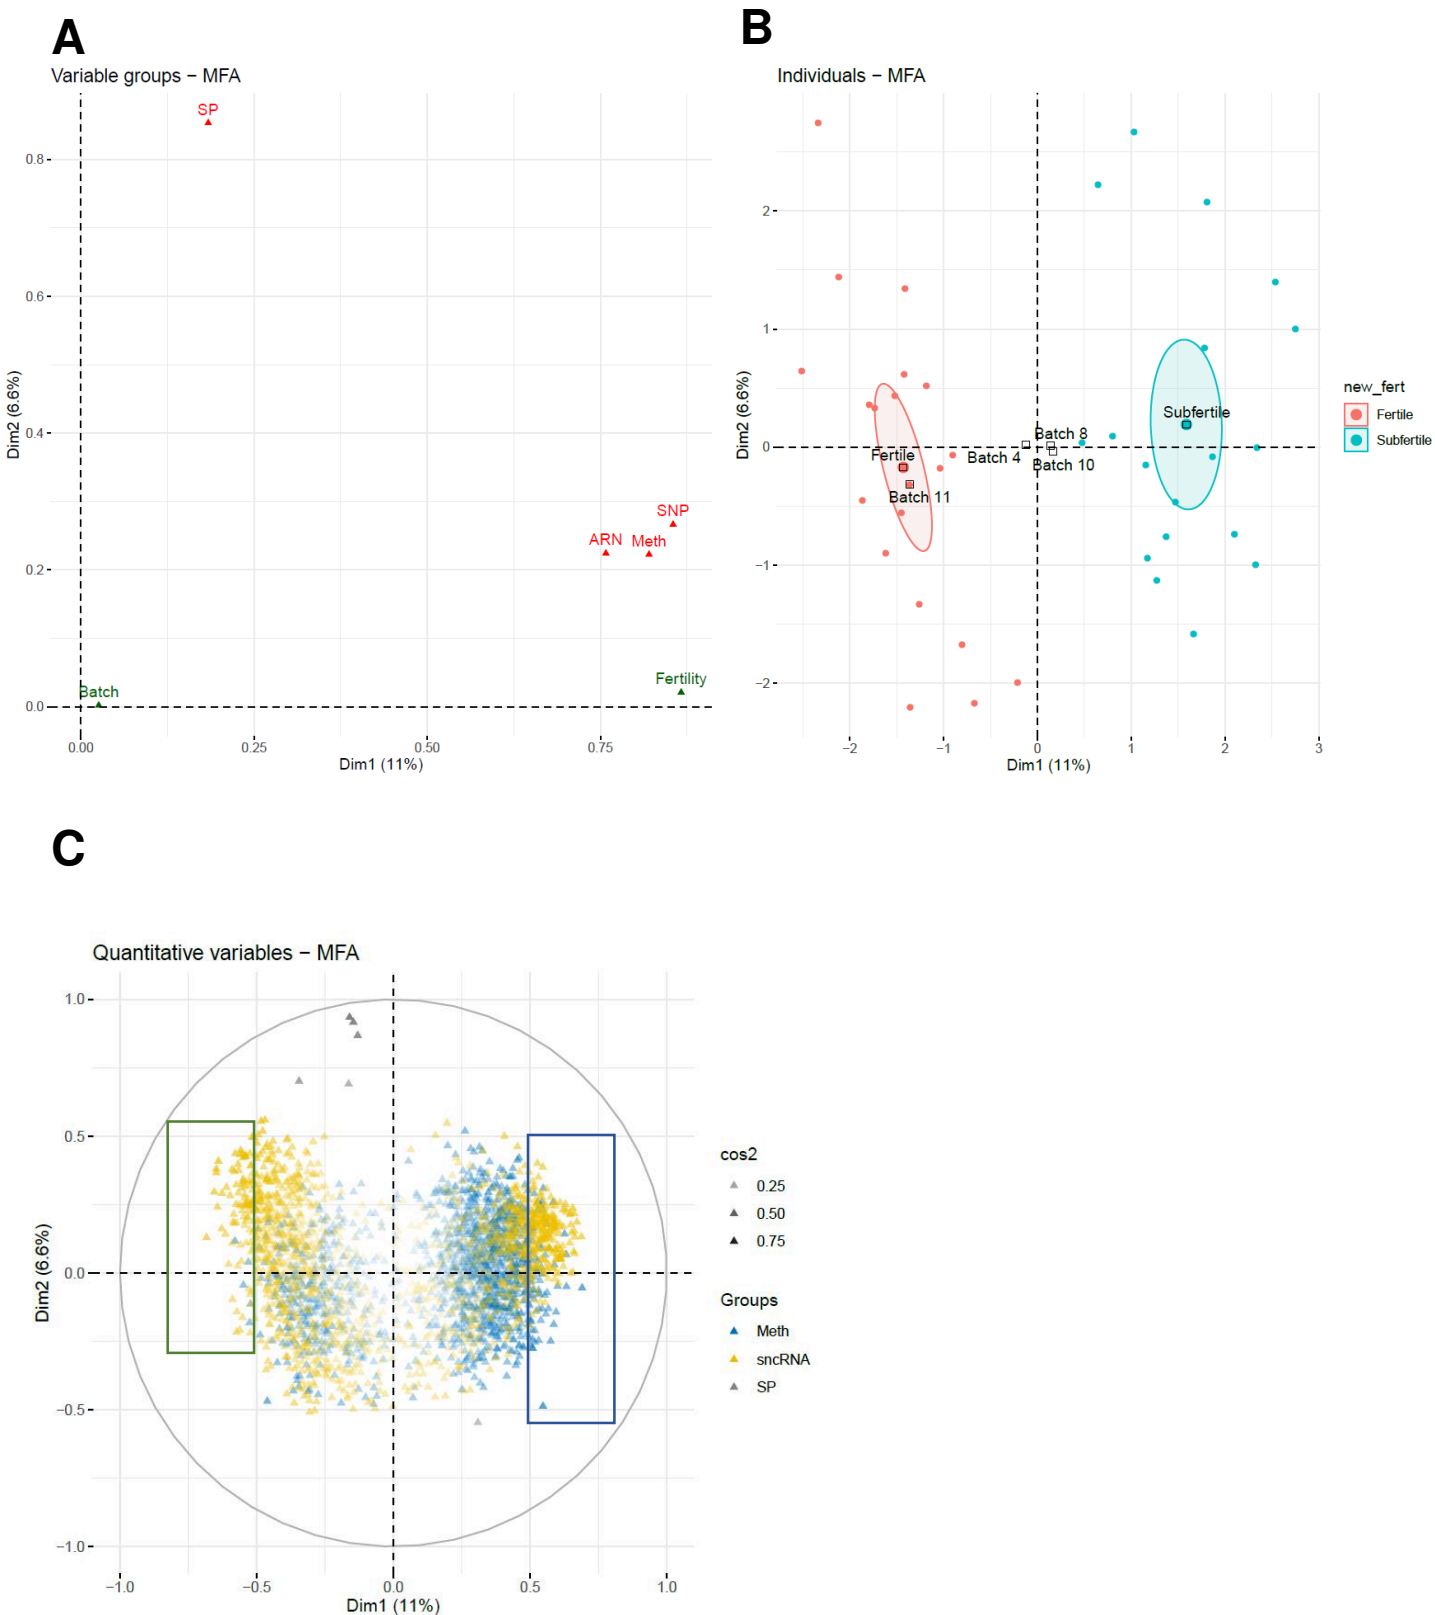 A
Variable groups − MFA
SP
0.8
0.6
0.4
0.2
0.0
Dim2 (6.6%)
SNP
ARN
Meth
Batch
Fertility
0.00
0.25
0.50
0.75
Dim1 (11%)
B
Individuals − MFA
2
1
0
−1
−2
Dim2 (6.6%)
Subfertile
Batch 8
Fertile
Batch 4
Batch 10
Batch 11
−2
−1
0
1
2
3
Dim1 (11%)
new_fert
Fertile
Subfertile
C
Quantitative variables − MFA
1.0
0.5
0.0
−0.5
−1.0
Dim2 (6.6%)
−1.0
−0.5
0.0
0.5
1.0
Dim1 (11%)
cos2
0.25
0.50
0.75
Groups
Meth
sncRNA
SP